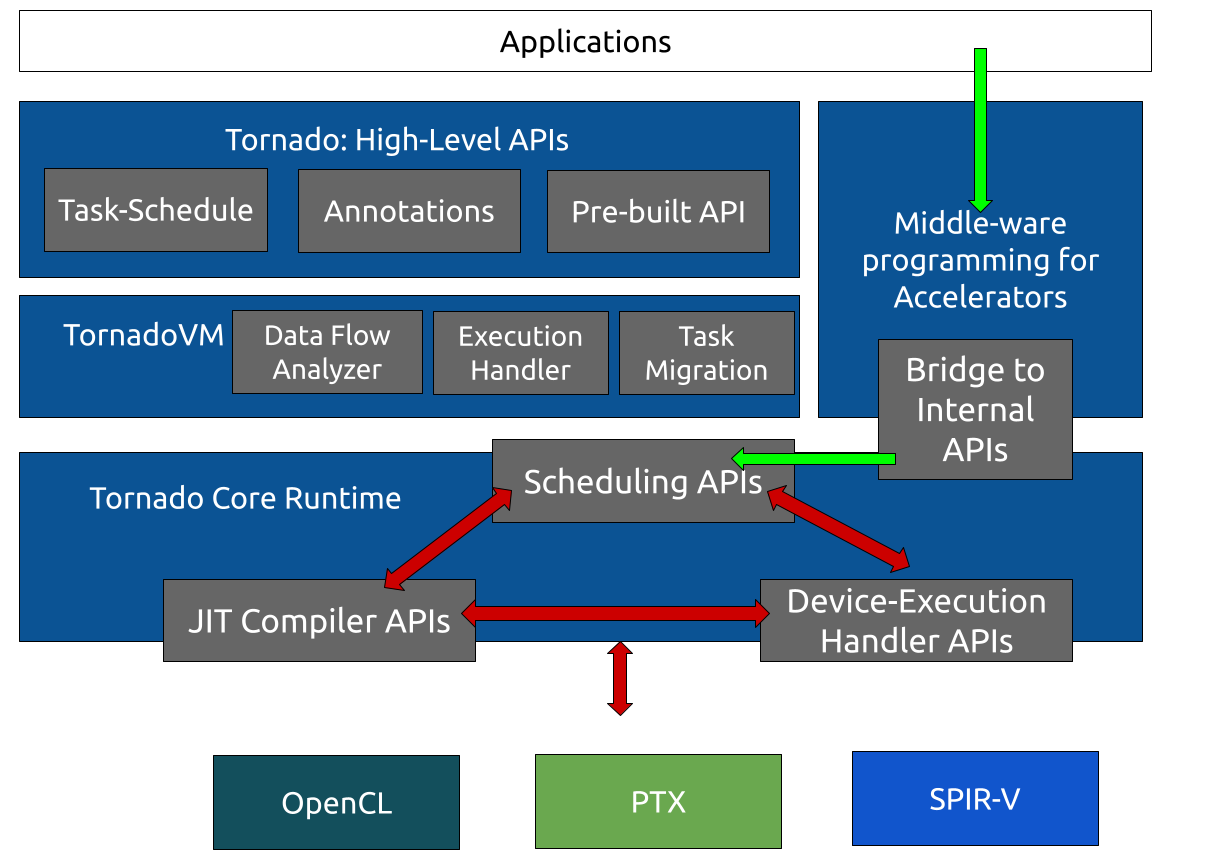 Applications
Tornado: High-Level APIs
Task-Schedule
Annotations
Pre-built API
Middle-ware
programming for
Accelerators
TornadoVM
Data Flow
Analyzer
Execution
Handler
Task
Migration
Bridge to
Internal
APIs
Tornado Core Runtime
Scheduling APIs
JIT Compiler APIs
Device-Execution
Handler APIs
OpenCL
PTX
SPIR-V